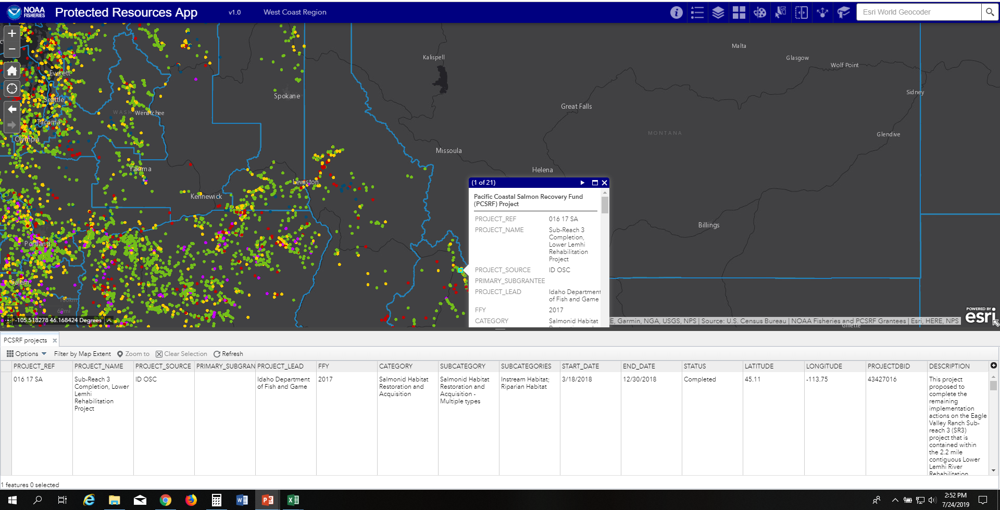 NOAA
FISHERIES
Protected Resources App
v1.0
West Coast Region
Esri World Geocoder
Kalispell
Malta
Glasgow
Wolf Point
Everett
Spokane
Sidney
Seattle
Great Falls
Wenatchee
Tacoma
MONTANA
Glendive
Olympia
Missoula
Yakima
Helena
Lewiston
Kennewick
Billings
Portland
Salem
100km
60mi
-105.518278 46.168424 Degrees
(1 of 21)
Pacific Coastal Salmon Recovery Fund
(PCSRF) Project
PROJECT_REF 016 17 SA
PROJECT_NAME Sub-Reach 3
Completion,
Lower Lemhi
Rehabilitation
Project
PROJECT_SOURCE ID OSC
PRIMARY_SUBGRANTEE
PROJECT_LEAD Idaho Department
of Fish and Game
FFY 2017
CATEGORY Salmonid Habitat
E, Garmin, NGA, USGS, NPS | Source: U.S. Census Bureau | NOAA Fisheries and PCSRF Grantees | Esri, HERE, NPS
POWERED BY
esri
Gillette
PCSRF projects x
Options Filter by Map Extent Zoom to Clear Selection Refresh
PROJECT_REF PROJECT_NAME PROJECT_SOURCE PRIMARY_SUBGRAN PROJECT_LEAD FFY CATEGORY SUBCATEGORY SUBCATEGORIES START_DATE END_DATE STATUS LATITUDE LONGITUDE PROJECTDBID DESCRIPTION
016 17 SA
Sub-Reach 3
Completion, Lower
Lemhi
Rehabilitation
Project
ID OSC
Idaho Department
of Fish and Game
2017
Salmonid Habitat
Restoration and
Acquisition
Salmonid Habitat
Restoration and
Acquisition -
Multiple types
Instream Habitat;
Riparian Habitat
3/18/2018
12/30/2018
Completed
45.11
-113.75
43427016
This project
proposed to
complete the
remaining
implementation
actions on the Eagle
Valley Ranch Sub-
reach 3 (SR3)
project that is
contained within
the 2.2 mile
contiguous Lower
Lemhi River
Rehabilitation
1 features 0 selected
2:52 PM
7/24/2019